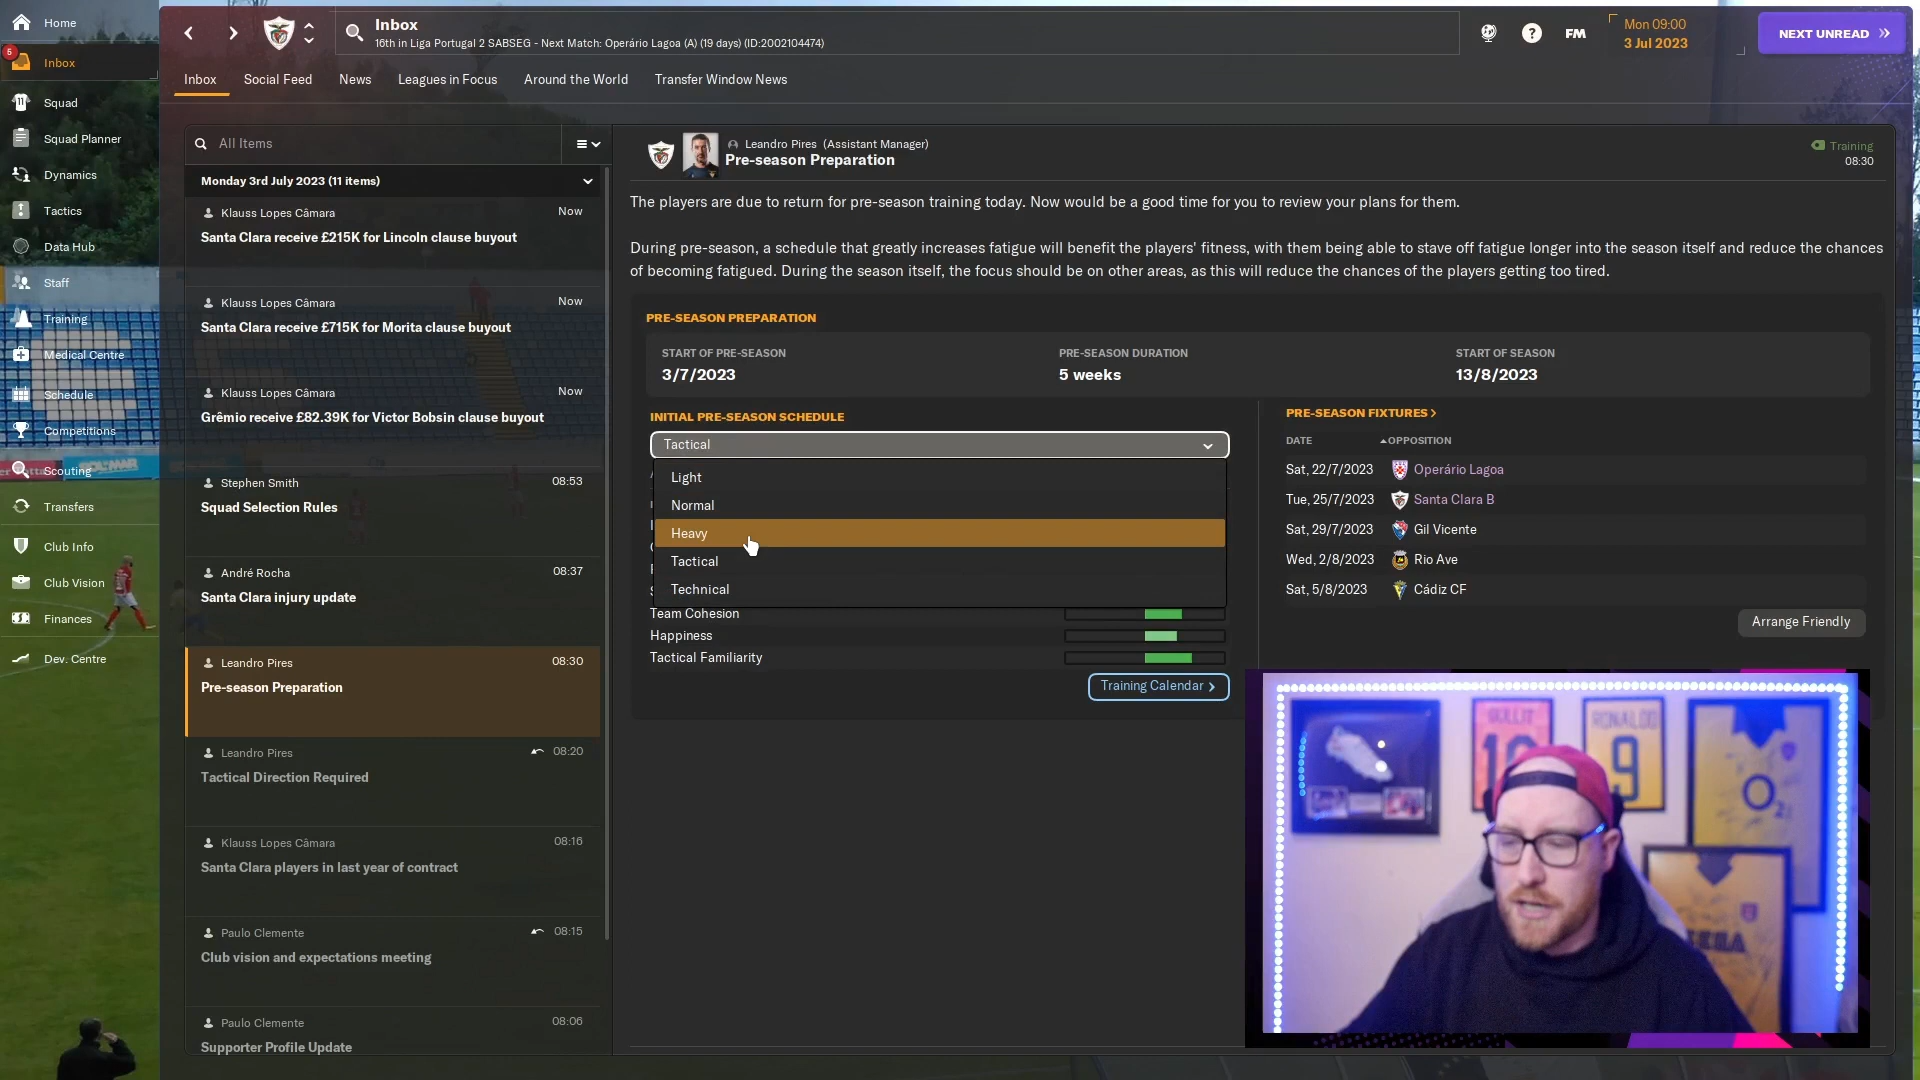 Home
5
Inbox
Squad
Squad Planner
Dynamics
Tactics
Data Hub
Staff
Training
Medical Centre
Schedule
Competitions
Scouting
Transfers
Club Info
Club Vision
Finances
Dev. Centre
Inbox
16th in Liga Portugal 2 SABSEG - Next Match: Operário Lagoa (A) (19 days) (ID:2002104474)
?
FM
Mon 09:00
3 Jul 2023
NEXT UNREAD
Inbox
Social Feed
News
Leagues in Focus
Around the World
Transfer Window News
All Items
Monday 3rd July 2023 (11 items)
Klauss Lopes Câmara
Now
Santa Clara receive £215K for Lincoln clause buyout
Klauss Lopes Câmara
Now
Santa Clara receive £715K for Morita clause buyout
Klauss Lopes Câmara
Now
Grêmio receive £82.39K for Victor Bobsin clause buyout
Stephen Smith
08:53
Squad Selection Rules
André Rocha
08:37
Santa Clara injury update
Leandro Pires
08:30
Pre-season Preparation
Leandro Pires
08:20
Tactical Direction Required
Klauss Lopes Câmara
08:16
Santa Clara players in last year of contract
Paulo Clemente
08:15
Club vision and expectations meeting
Paulo Clemente
08:06
Supporter Profile Update
Leandro Pires (Assistant Manager)
Pre-season Preparation
Training
08:30
The players are due to return for pre-season training today. Now would be a good time for you to review your plans for them.
During pre-season, a schedule that greatly increases fatigue will benefit the players' fitness, with them being able to stave off fatigue longer into the season itself and reduce the chances
of becoming fatigued. During the season itself, the focus should be on other areas, as this will reduce the chances of the players getting too tired.
PRE-SEASON PREPARATION
START OF PRE-SEASON
3/7/2023
PRE-SEASON DURATION
5 weeks
START OF SEASON
13/8/2023
INITIAL PRE-SEASON SCHEDULE
Tactical
Light
Normal
Heavy
Tactical
Technical
Team Cohesion
Happiness
Tactical Familiarity
Training Calendar
PRE-SEASON FIXTURES
DATE
OPPOSITION
Sat, 22/7/2023 Operário Lagoa
Tue, 25/7/2023 Santa Clara B
Sat, 29/7/2023 Gil Vicente
Wed, 2/8/2023 Rio Ave
Sat, 5/8/2023 Cádiz CF
Arrange Friendly
GULLIT
10
RONALDO
9
O2